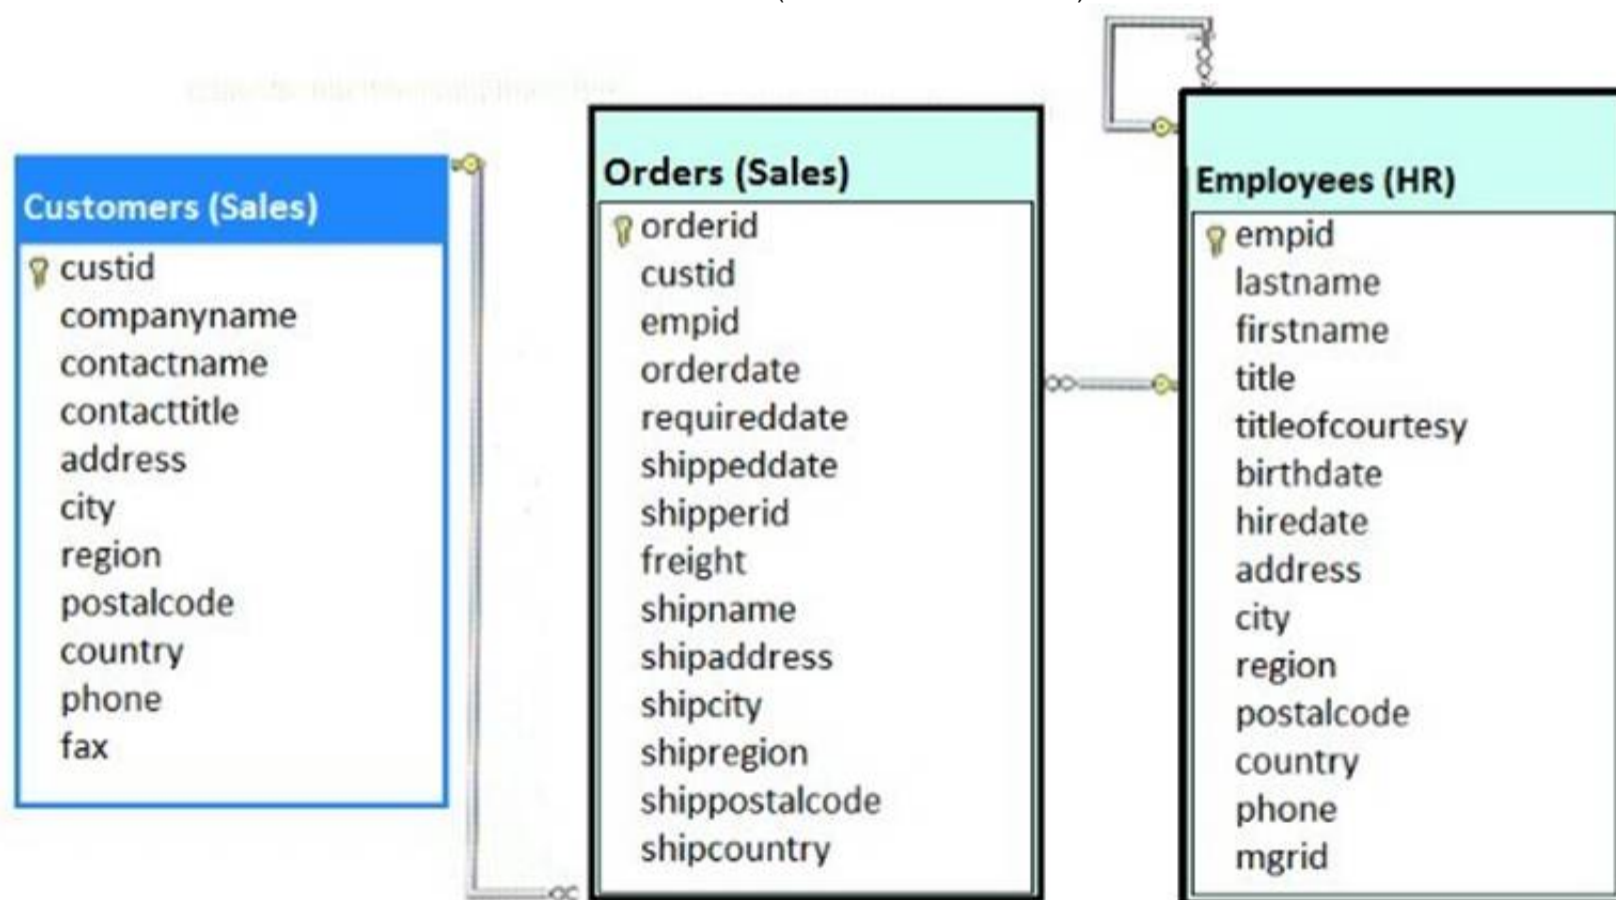 Customers (Sales)
custid
companyname
contactname
contacttitle
address
city
region
postalcode
country
phone
fax
Orders (Sales)
orderid
custid
empid
orderdate
requireddate
shippeddate
shipperid
freight
shipname
shipaddress
shipcity
shipregion
shippostalcode
shipcountry
Employees (HR)
empid
lastname
firstname
title
titleofcourtesy
birthdate
hiredate
address
city
region
postalcode
country
phone
mgrid